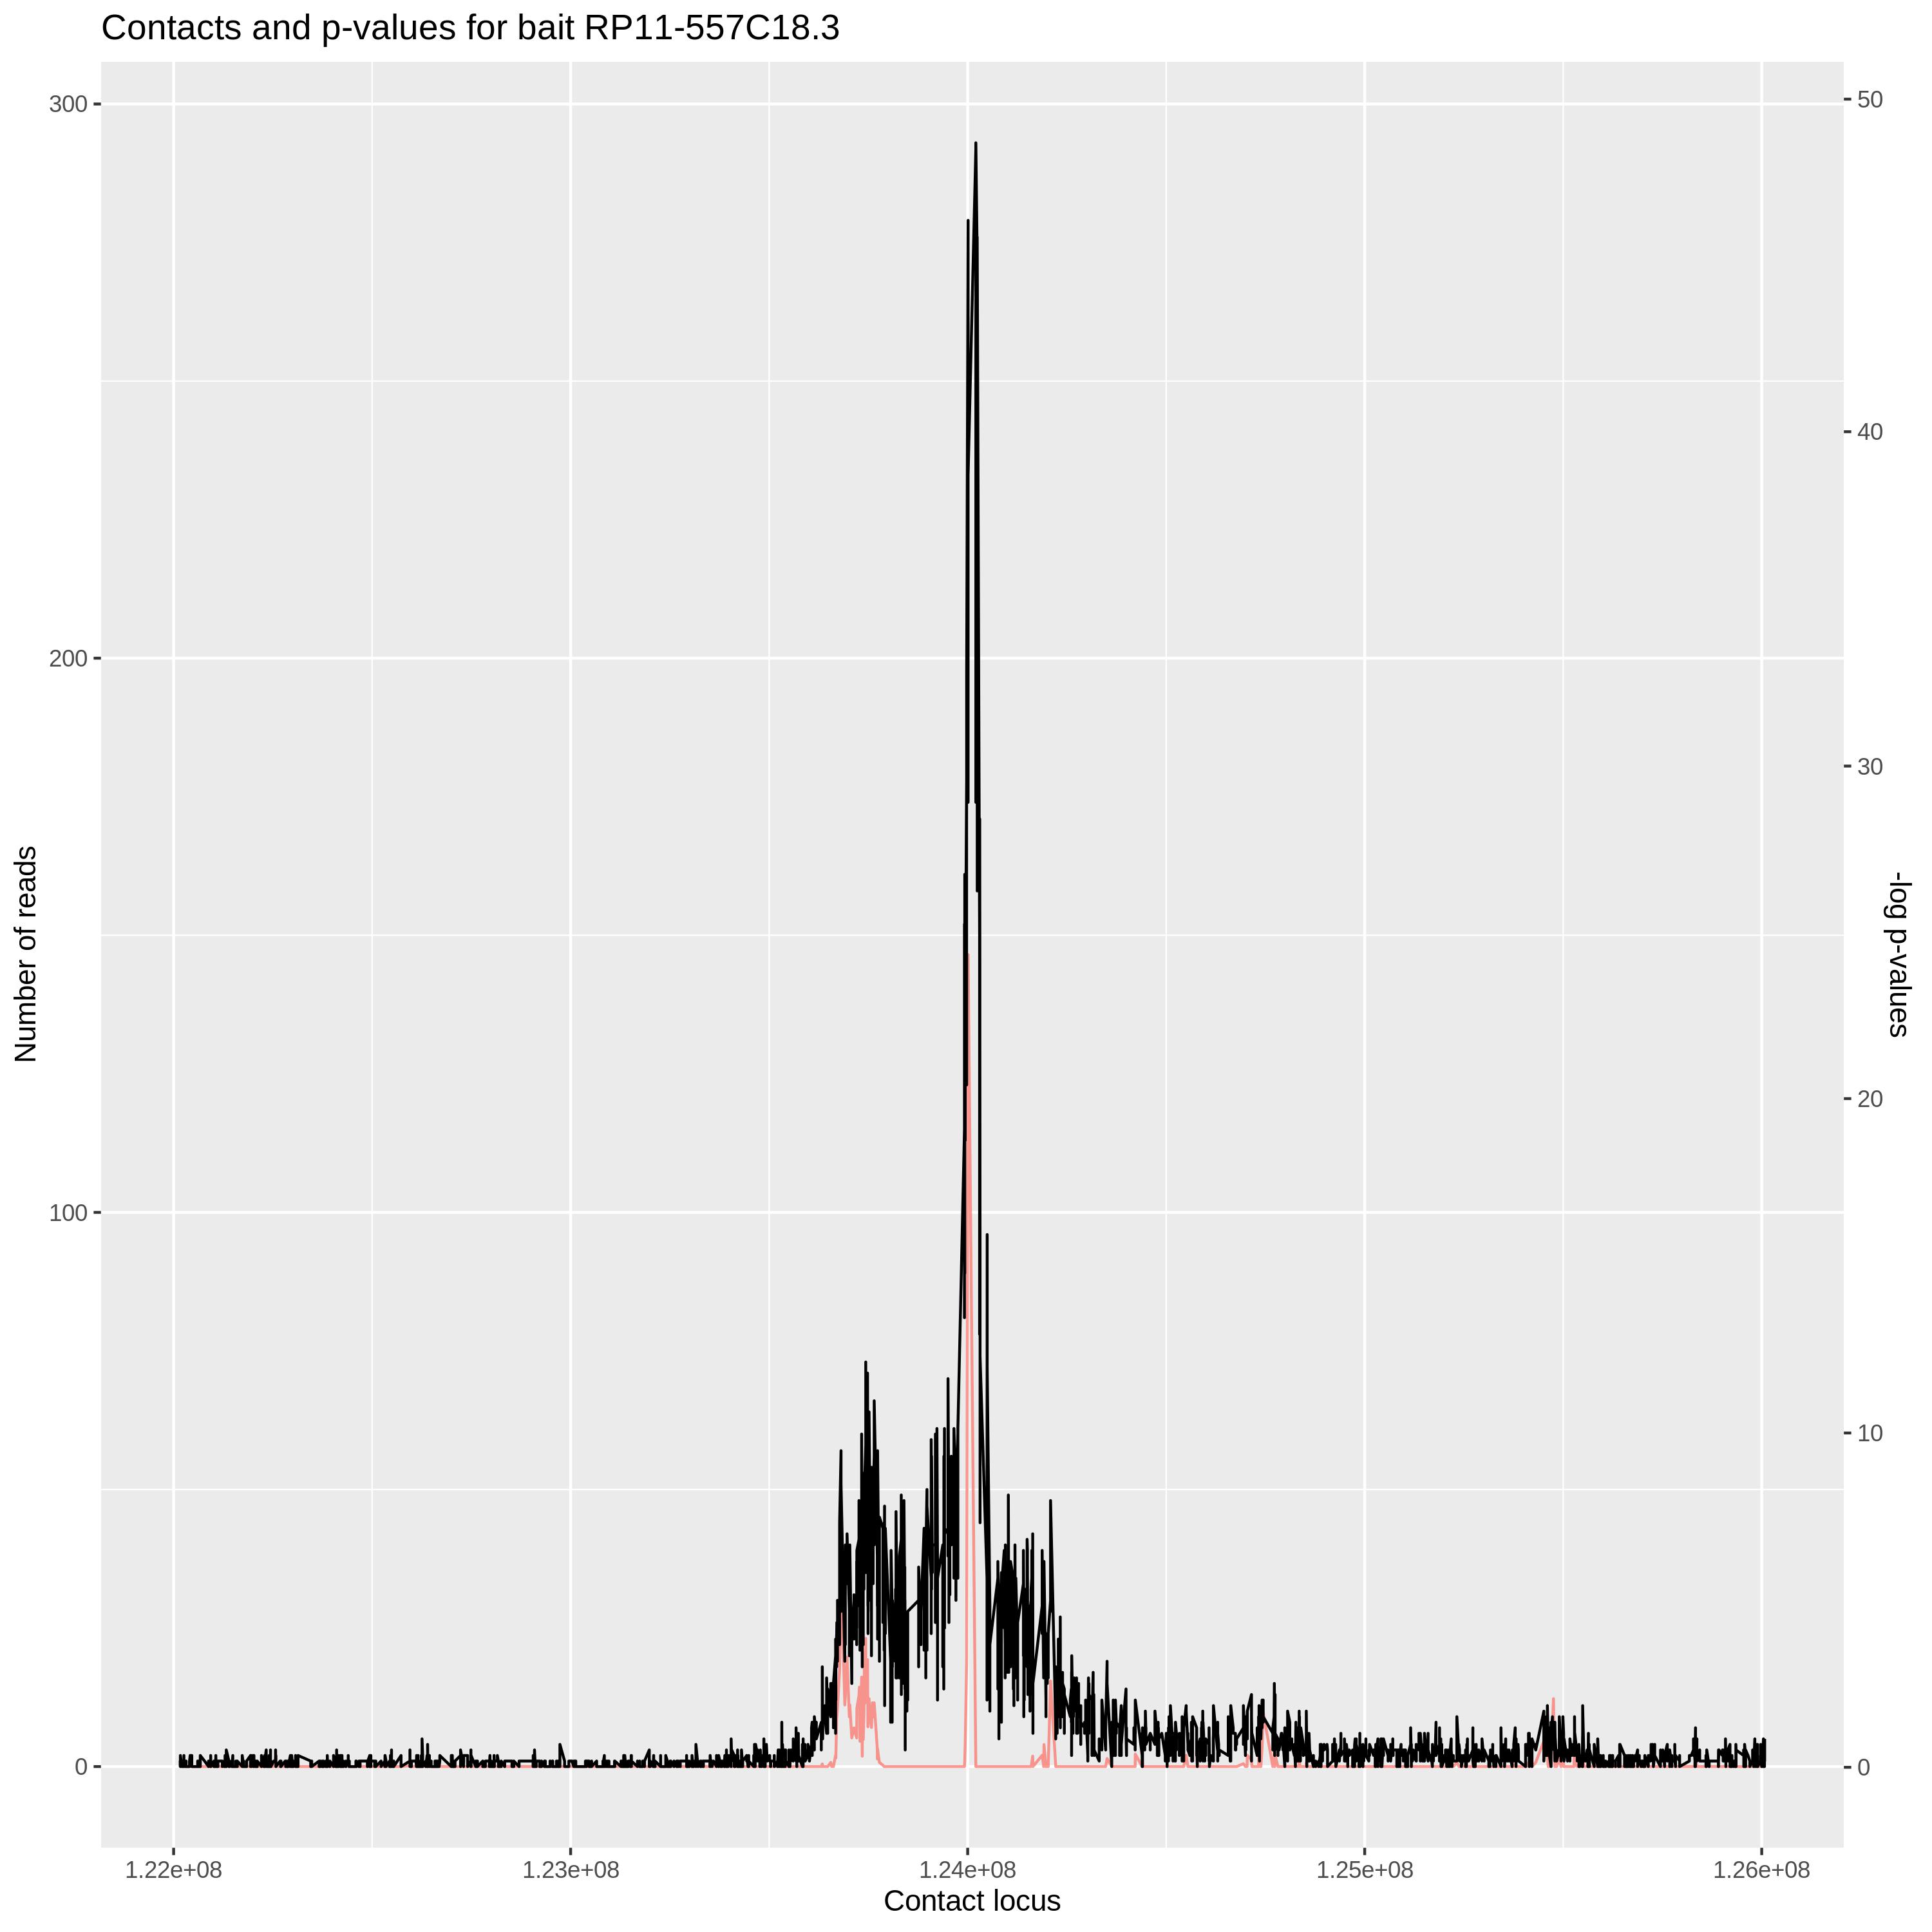 Contacts and p-values for bait RP11-557C18.3
300
200
100
0
Number of reads
50
40
30
20
10
0
-log p-values
1.22e+08
1.23e+08
1.24e+08
1.25e+08
1.26e+08
Contact locus